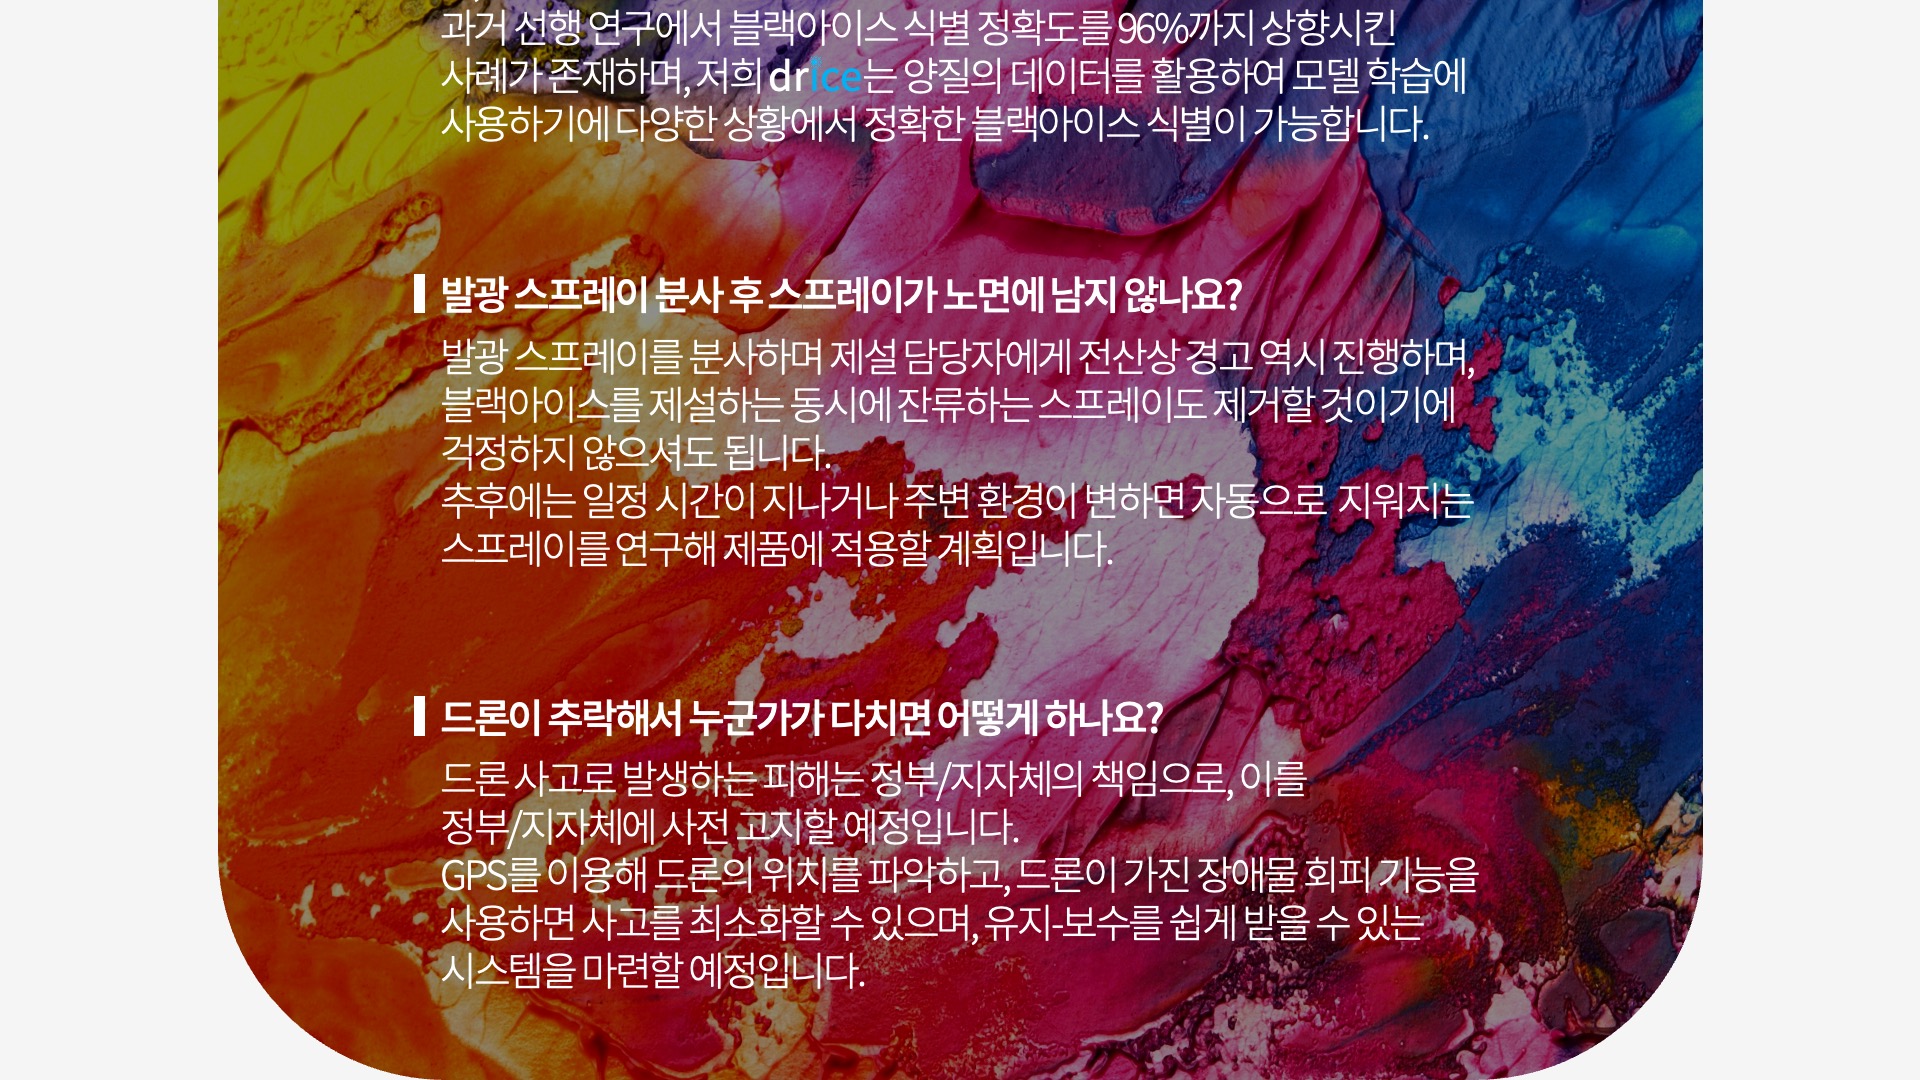 과거 선행 연구에서 블랙아이스 식별 정확도를 96%까지 상향시킨
사례가 존재하며, 저희 drice는 양질의 데이터를 활용하여 모델 학습에
사용하기에 다양한 상황에서 정확한 블랙아이스 식별이 가능합니다.
발광 스프레이 분사 후 스프레이가 노면에 남지 않나요?
발광 스프레이를 분사하며 제설 담당자에게 전산상 경고 역시 진행하며,
블랙아이스를 제설하는 동시에 잔류하는 스프레이도 제거할 것이기에
걱정하지 않으셔도 됩니다.
추후에는 일정 시간이 지나거나 주변 환경이 변하면 자동으로 지워지는
스프레이를 연구해 제품에 적용할 계획입니다.
드론이 추락해서 누군가가 다치면 어떻게 하나요?
드론 사고로 발생하는 피해는 정부/지자체의 책임으로, 이를
정부/지자체에 사전 고지할 예정입니다.
GPS를 이용해 드론의 위치를 파악하고, 드론이 가진 장애물 회피 기능을
사용하면 사고를 최소화할 수 있으며, 유지-보수를 쉽게 받을 수 있는
시스템을 마련할 예정입니다.